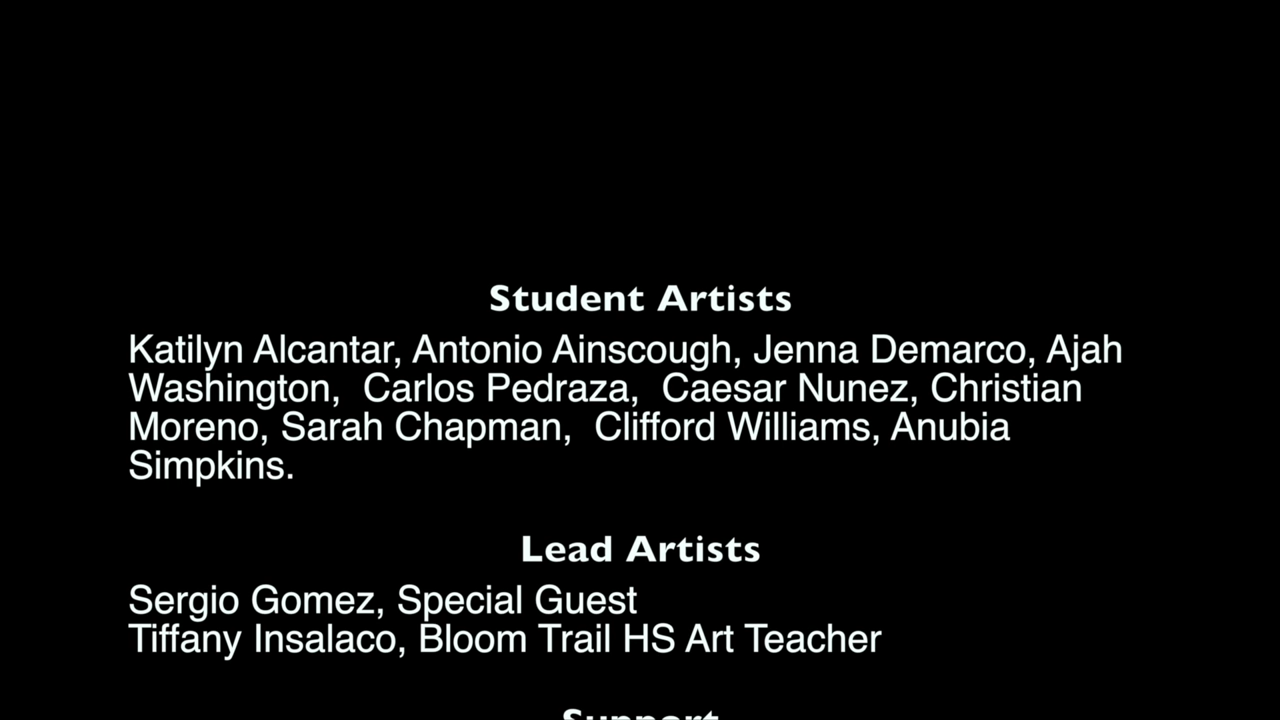 Student Artists
Katilyn Alcantar, Antonio Ainscough, Jenna Demarco, Ajah
Washington,  Carlos Pedraza,  Caesar Nunez, Christian
Moreno, Sarah Chapman,  Clifford Williams, Anubia
Simpkins.
Lead Artists
Sergio Gomez, Special Guest
Tiffany Insalaco, Bloom Trail HS Art Teacher
Support